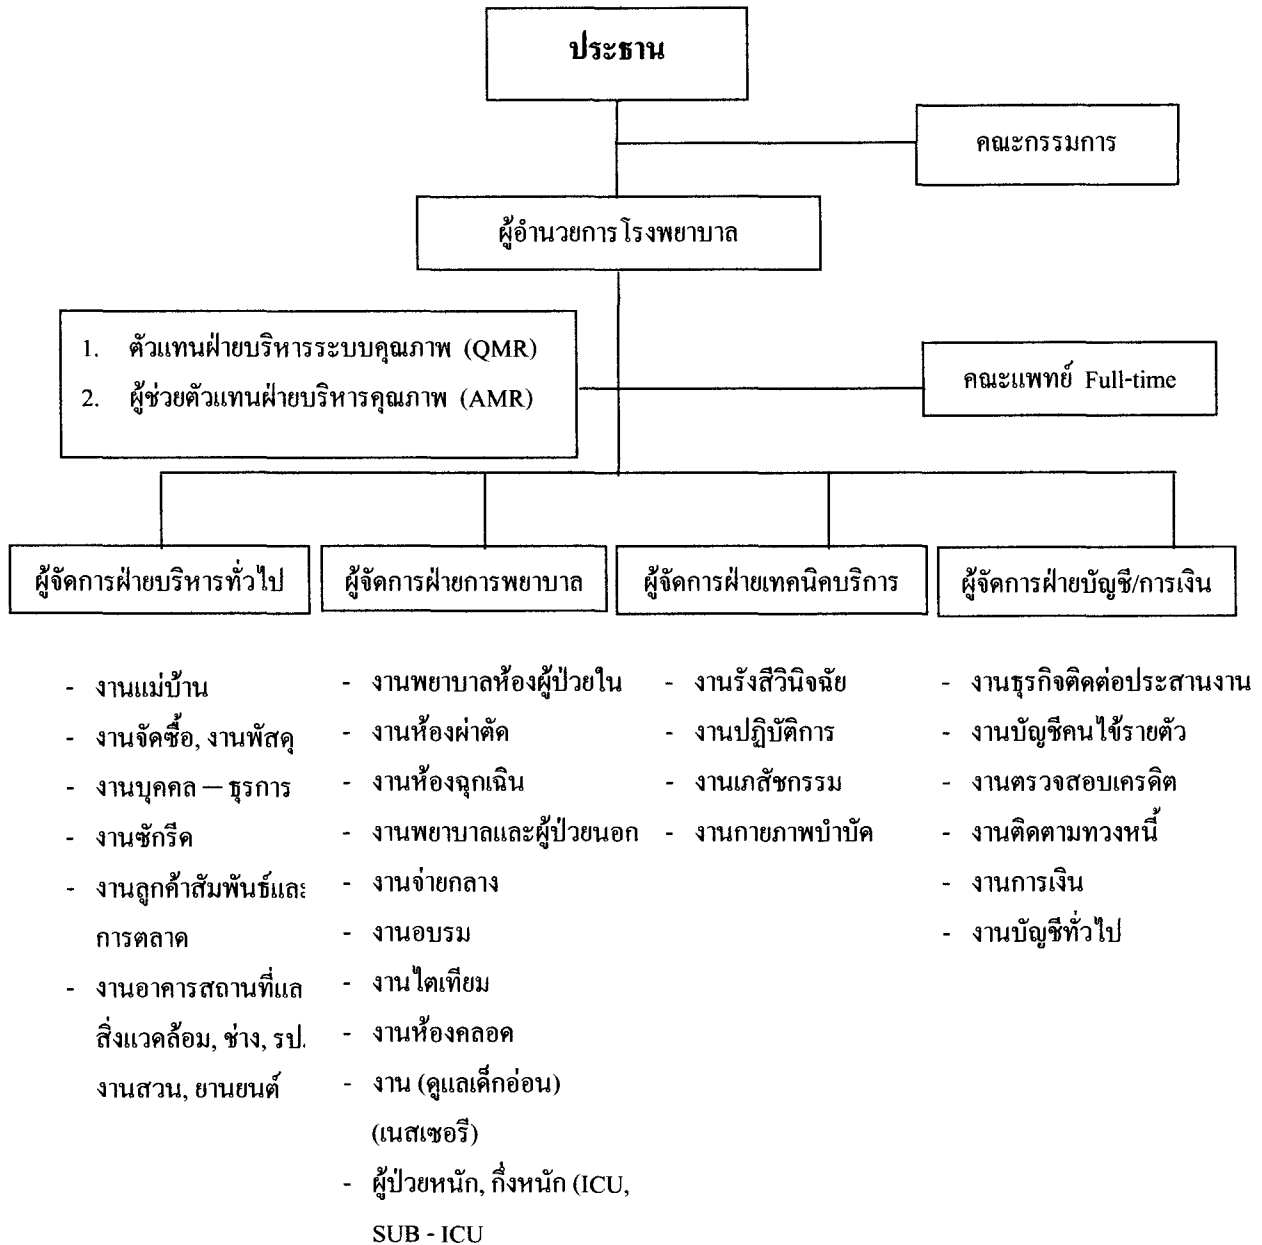 ประธาน
คณะกรรมการ
ผู้อำนวยการโรงพยาบาล
1. ตัวแทนฝ่ายบริหารระบบคุณภาพ (QMR)
2. ผู้ช่วยตัวแทนฝ่ายบริหารคุณภาพ (AMR)
คณะแพทย์ Full-time
ผู้จัดการฝ่ายบริหารทั่วไป
- งานแม่บ้าน
- งานจัดซื้อ, งานพัสดุ
- งานบุคคล – ธุรการ
- งานซักรีด
- งานลูกค้าสัมพันธ์และ
การตลาด
- งานอาคารสถานที่แล
สิ่งแวดล้อม, ช่าง, รป.
งานสวน, ยานยนต์
ผู้จัดการฝ่ายการพยาบาล
- งานพยาบาลห้องผู้ป่วยใน
- งานห้องผ่าตัด
- งานห้องฉุกเฉิน
- งานพยาบาลและผู้ป่วยนอก
- งานจ่ายกลาง
- งานอบรม
- งานไตเทียม
- งานห้องคลอด
- งาน (ดูแลเด็กอ่อน)
(เนสเซอรี)
- ผู้ป่วยหนัก, กึ่งหนัก (ICU,
SUB - ICU
ผู้จัดการฝ่ายเทคนิคบริการ
- งานรังสีวินิจฉัย
- งานปฏิบัติการ
- งานเภสัชกรรม
- งานกายภาพบำบัด
ผู้จัดการฝ่ายบัญชี/การเงิน
- งานธุรกิจติดต่อประสานงาน
- งานบัญชีคนไข้รายตัว
- งานตรวจสอบเครดิต
- งานติดตามทวงหนี้
- งานการเงิน
- งานบัญชีทั่วไป